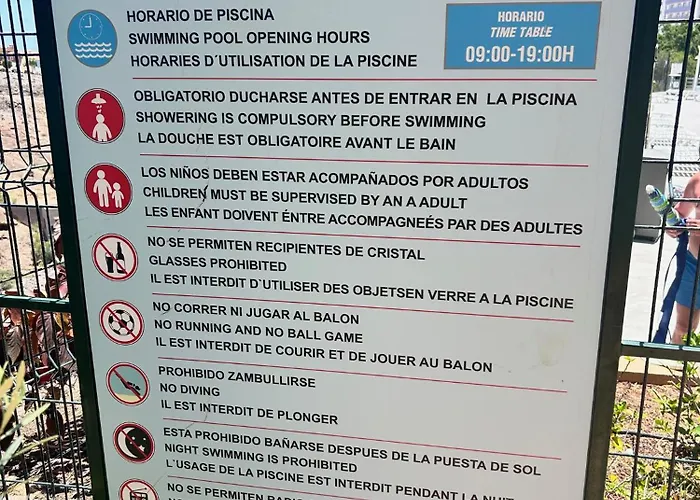 HORARIO DE PISCINA
SWIMMING POOL OPENING HOURS
HORARIES D´UTILISATION DE LA PISCINE
HORARIO
TIME TABLE
09:00-19:00H
OBLIGATORIO DUCHARSE ANTES DE ENTRAR EN LA PISCINA
SHOWERING IS COMPULSORY BEFORE SWIMMING
LA DOUCHE EST OBLIGATOIRE AVANT LE BAIN
LOS NIÑOS DEBEN ESTAR ACOMPAÑADOS POR ADULTOS
CHILDREN MUST BE SUPERVISED BY AN A ADULT
LES ENFANT DOIVENT ÉNTRE ACCOMPAGNEÉS PAR DES ADULTES
NO SE PERMITEN RECIPIENTES DE CRISTAL
GLASSES PROHIBITED
IL EST INTERDIT D`UTILISER DES OBJETSEN VERRE A LA PISCINE
NO CORRER NI JUGAR AL BALON
NO RUNNING AND NO BALL GAME
IL EST INTERDIT DE COURIR ET DE JOUER AU BALON
PROHIBIDO ZAMBULLIRSE
NO DIVING
IL EST INTERDIT DE PLONGER
ESTA PROHIBIDO BAÑARSE DESPUES DE LA PUESTA DE SOL
NIGHT SWIMMING IS PROHIBITED
L´USAGE DE LA PISCINE EST INTERDIT PENDANT LA NUIT
NO SE PERMITEN